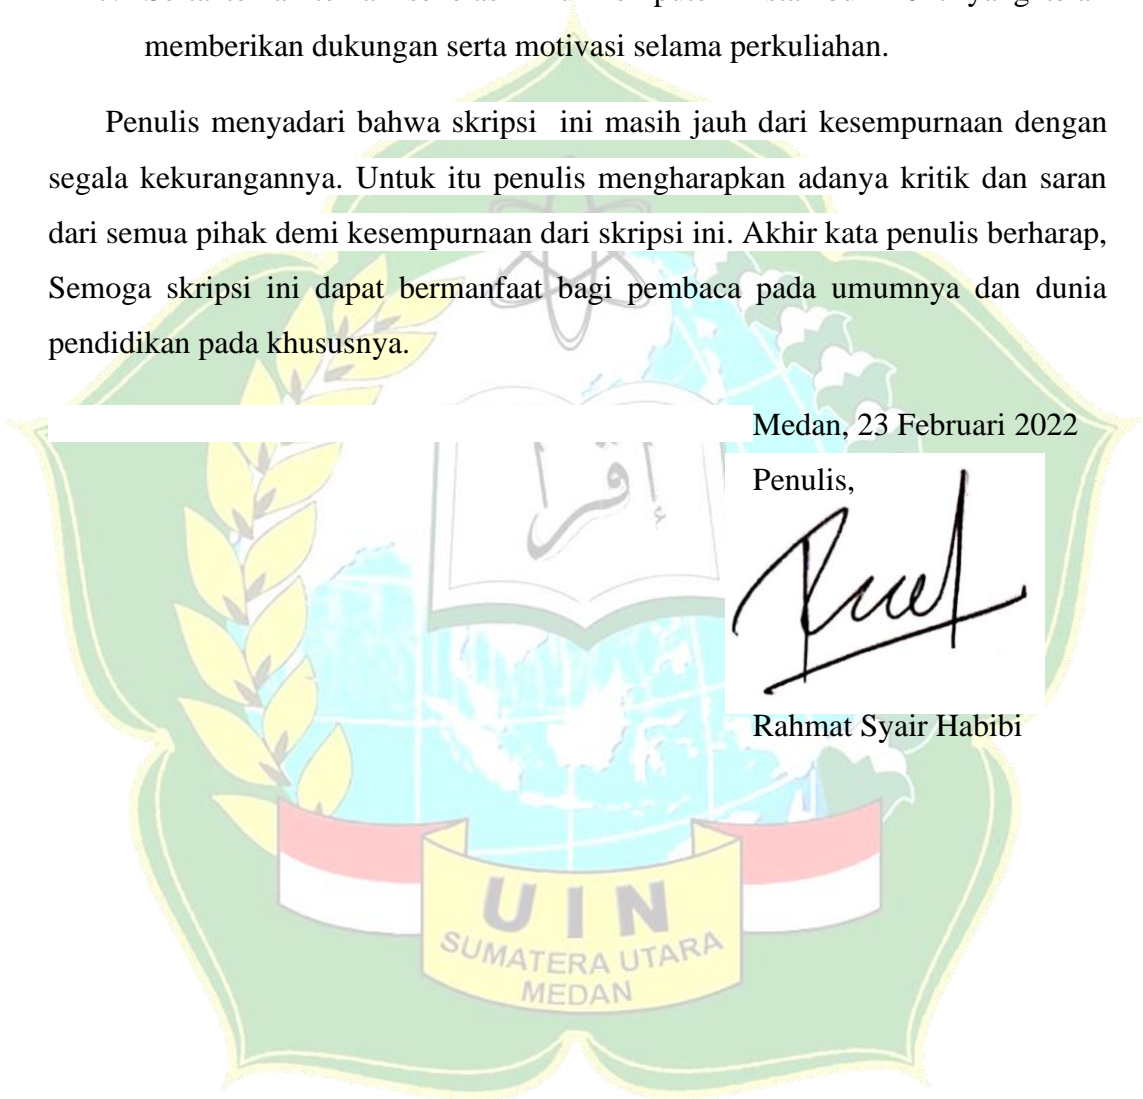 memberikan dukungan serta motivasi selama perkuliahan.
Penulis menyadari bahwa skripsi ini masih jauh dari kesempurnaan dengan
segala kekurangannya. Untuk itu penulis mengharapkan adanya kritik dan saran
dari semua pihak demi kesempurnaan dari skripsi ini. Akhir kata penulis berharap,
Semoga skripsi ini dapat bermanfaat bagi pembaca pada umumnya dan dunia
pendidikan pada khususnya.
Medan, 23 Februari 2022
Penulis,
Rahmat Syair Habibi
إقرأ
UIN
SUMATERA UTARA
MEDAN